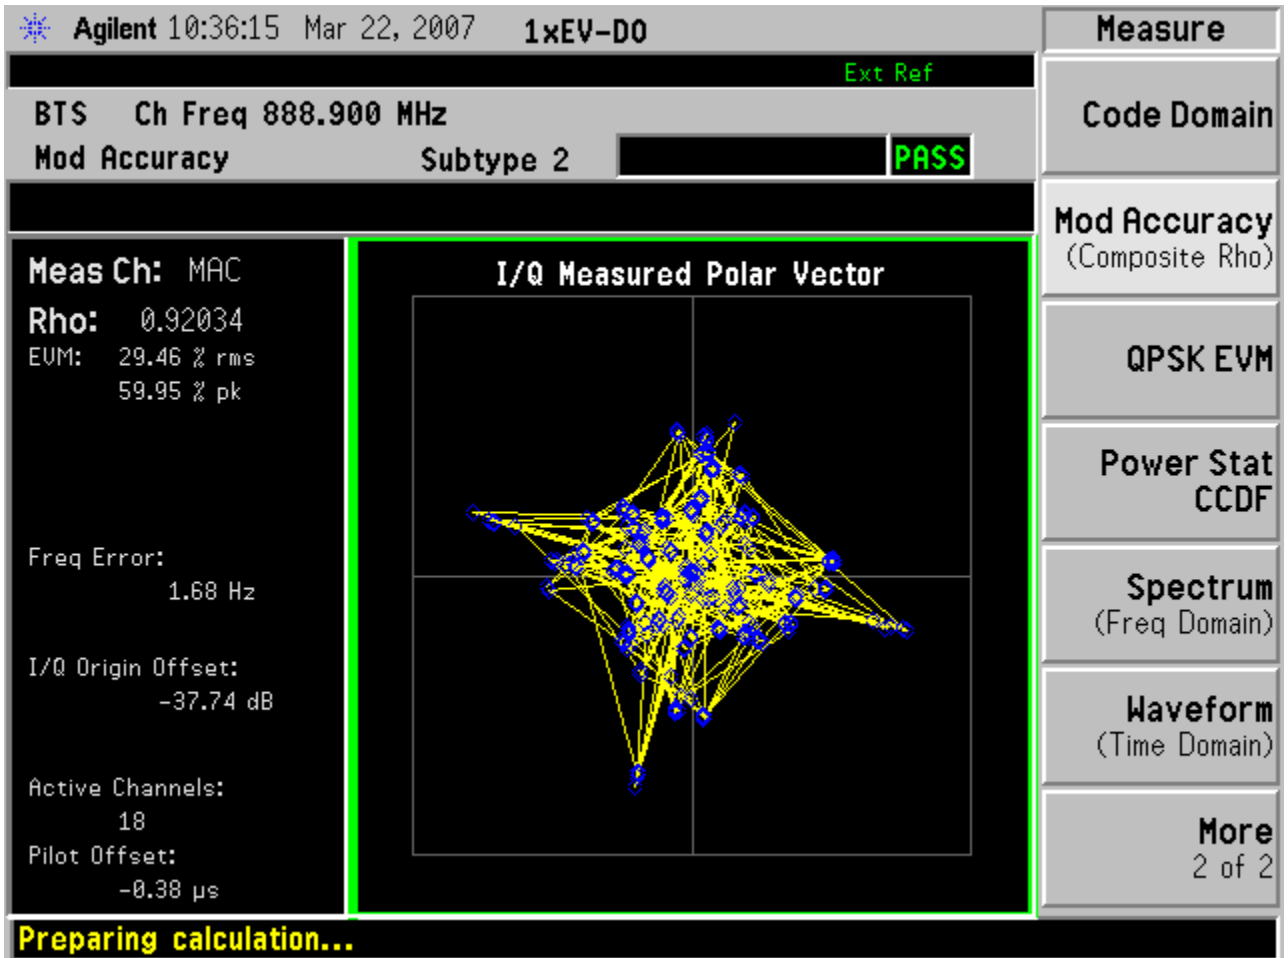 Agilent 10:36:15 Mar 22, 2007 1xEV-DO
Ext Ref
BTS Ch Freq 888.900 MHz
Mod Accuracy Subtype 2 PASS
Meas Ch: MAC
Rho: 0.92034
EVM: 29.46 % rms
59.95 % pk
Freq Error:
1.68 Hz
I/Q Origin Offset:
-37.74 dB
Active Channels:
18
Pilot Offset:
-0.38 µs
I/Q Measured Polar Vector
Preparing calculation...
Measure
Code Domain
Mod Accuracy
(Composite Rho)
QPSK EVM
Power Stat
CCDF
Spectrum
(Freq Domain)
Waveform
(Time Domain)
More
2 of 2